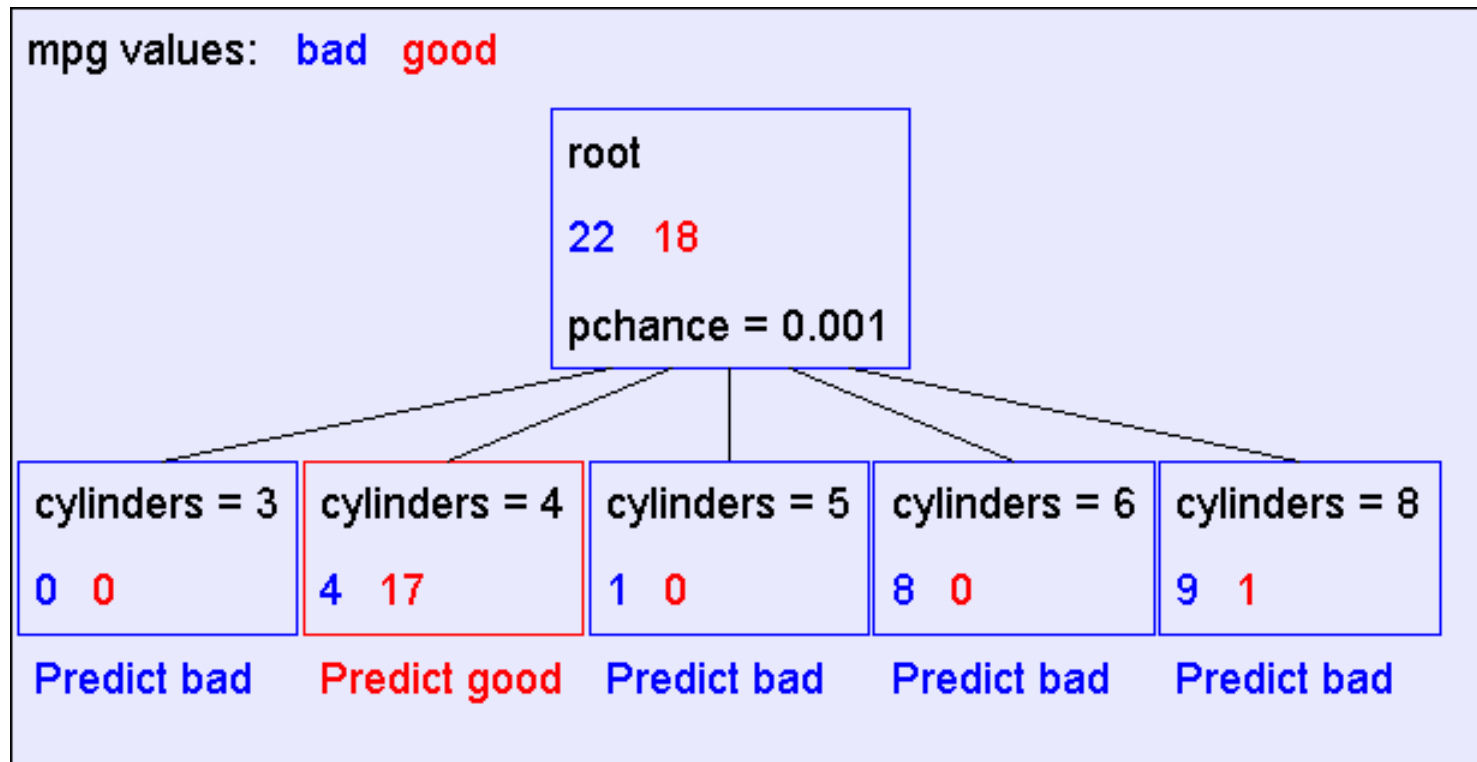 mpg values: bad good
root
22 18
pchance = 0.001
cylinders = 3
0 0
Predict bad
cylinders = 4
4 17
Predict good
cylinders = 5
1 0
Predict bad
cylinders = 6
8 0
Predict bad
cylinders = 8
9 1
Predict bad